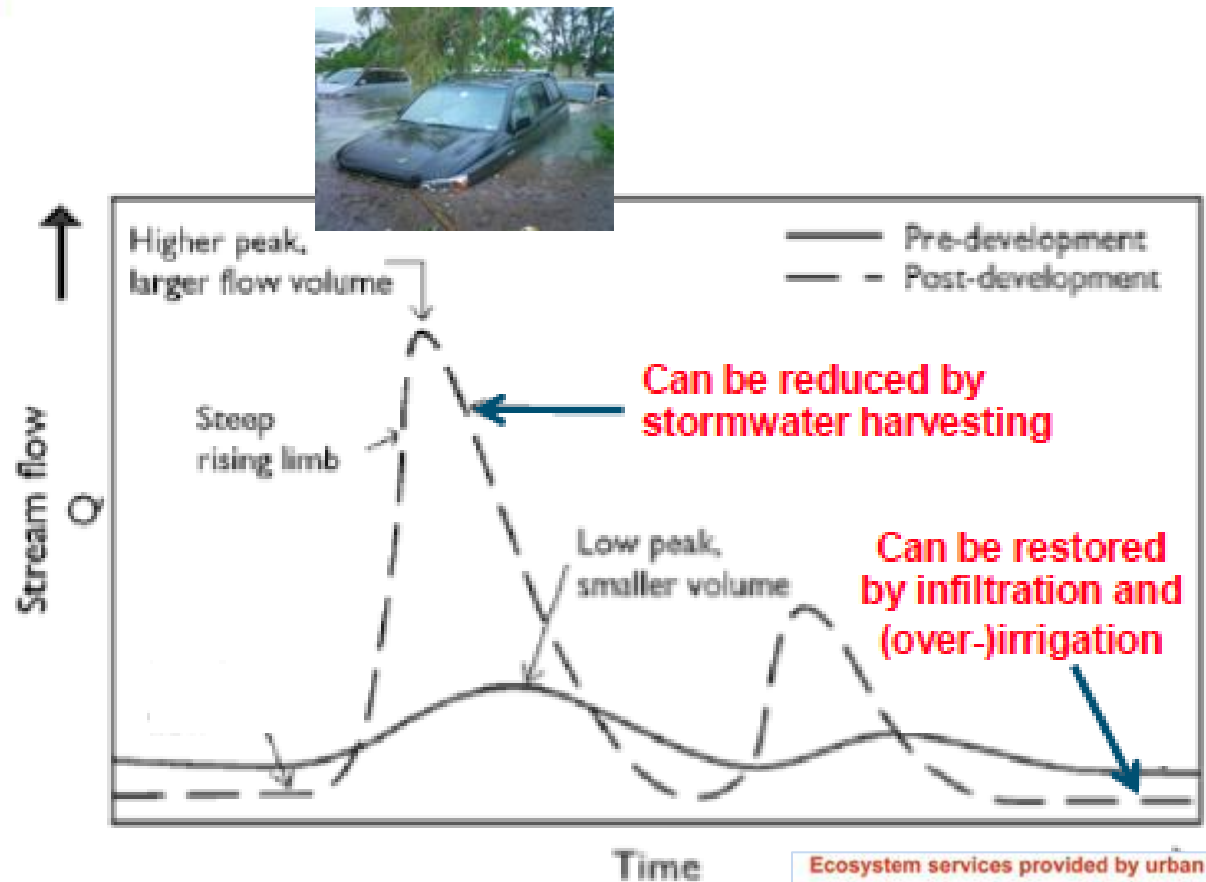 Higher peak,
larger flow volume
Pre-development
Post-development
Can be reduced by
stormwater harvesting
Steep
rising limb
Stream flow
Q
Low peak,
smaller volume
Can be restored
by infiltration and
(over-)irrigation
Time
Ecosystem services provided by urban